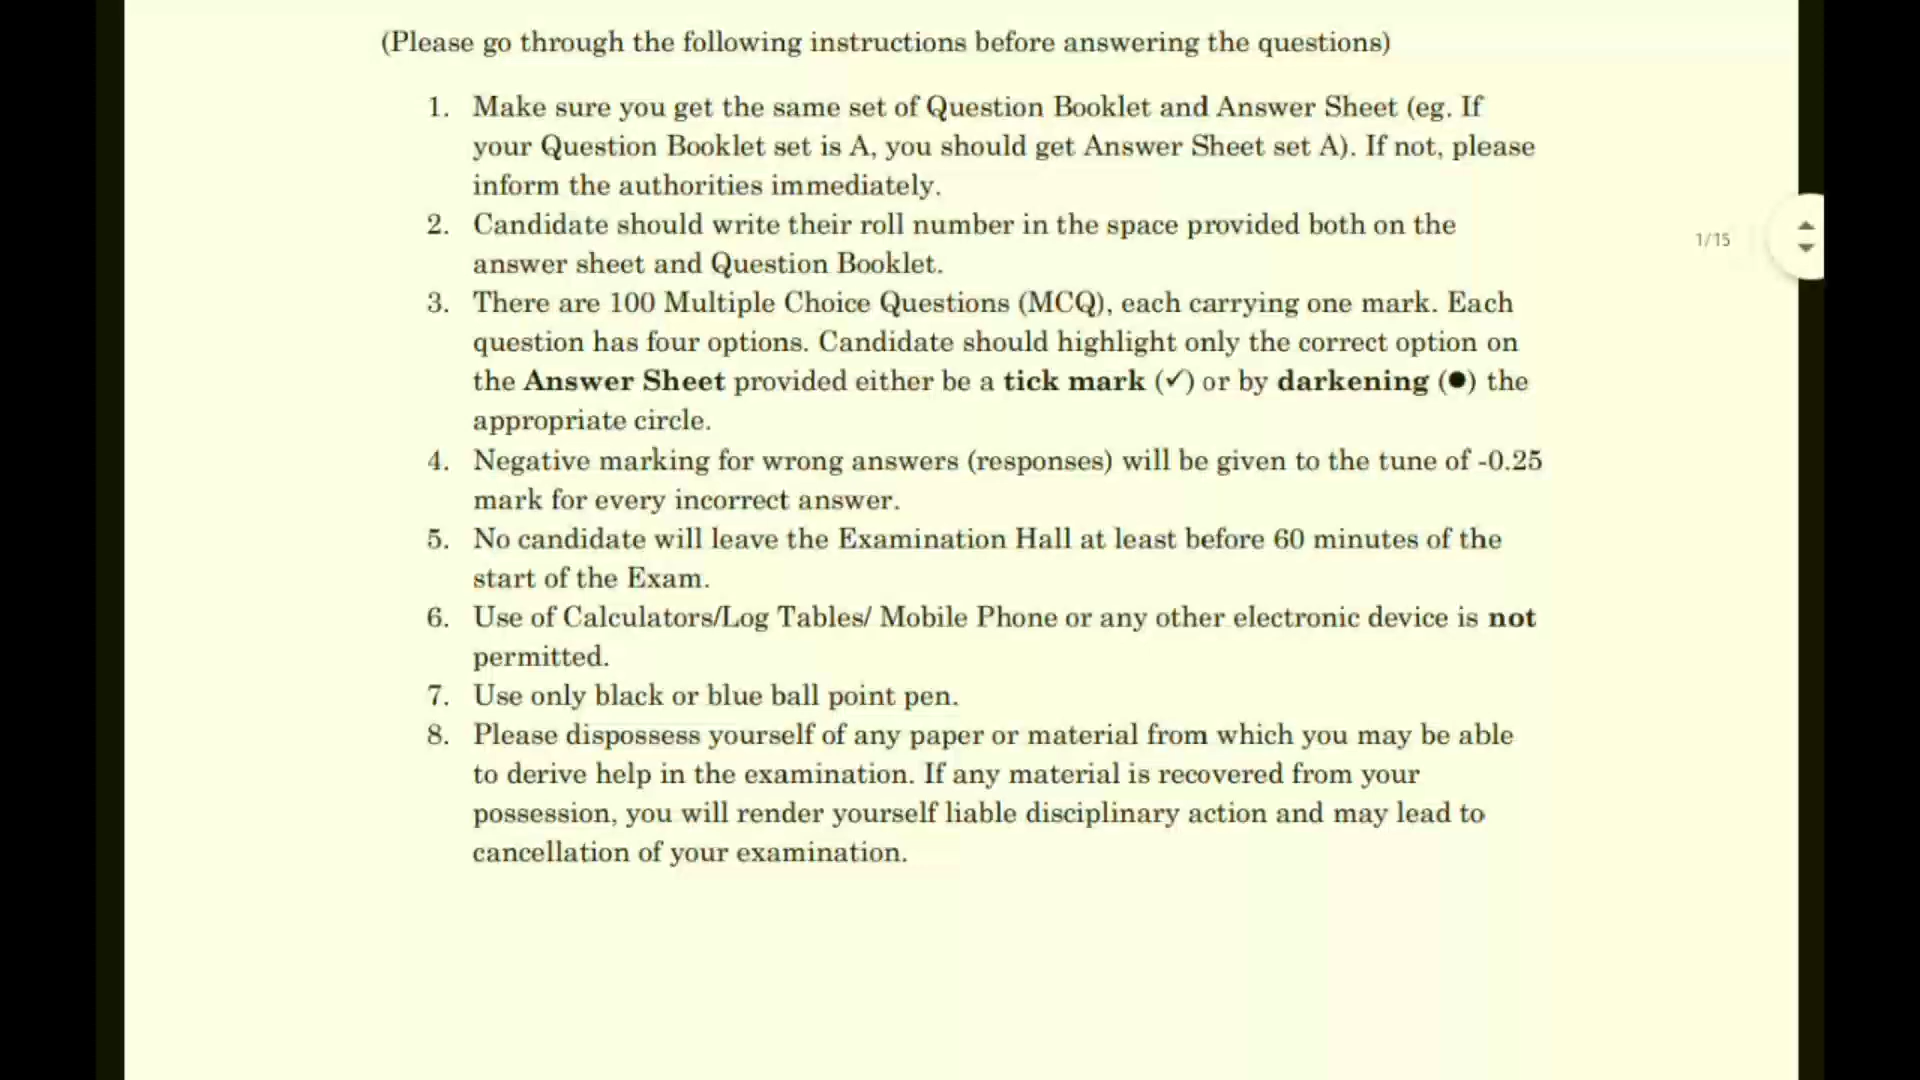 (Please go through the following instructions before answering the questions)
1. Make sure you get the same set of Question Booklet and Answer Sheet (eg. If
your Question Booklet set is A, you should get Answer Sheet set A). If not, please
inform the authorities immediately.
2. Candidate should write their roll number in the space provided both on the
answer sheet and Question Booklet.
1/15
3. There are 100 Multiple Choice Questions (MCQ), each carrying one mark. Each
question has four options. Candidate should highlight only the correct option on
the Answer Sheet provided either be a tick mark (✓) or by darkening (●) the
appropriate circle.
4. Negative marking for wrong answers (responses) will be given to the tune of -0.25
mark for every incorrect answer.
5. No candidate will leave the Examination Hall at least before 60 minutes of the
start of the Exam.
6. Use of Calculators/Log Tables/ Mobile Phone or any other electronic device is not
permitted.
7. Use only black or blue ball point pen.
8. Please dispossess yourself of any paper or material from which you may be able
to derive help in the examination. If any material is recovered from your
possession, you will render yourself liable disciplinary action and may lead to
cancellation of your examination.